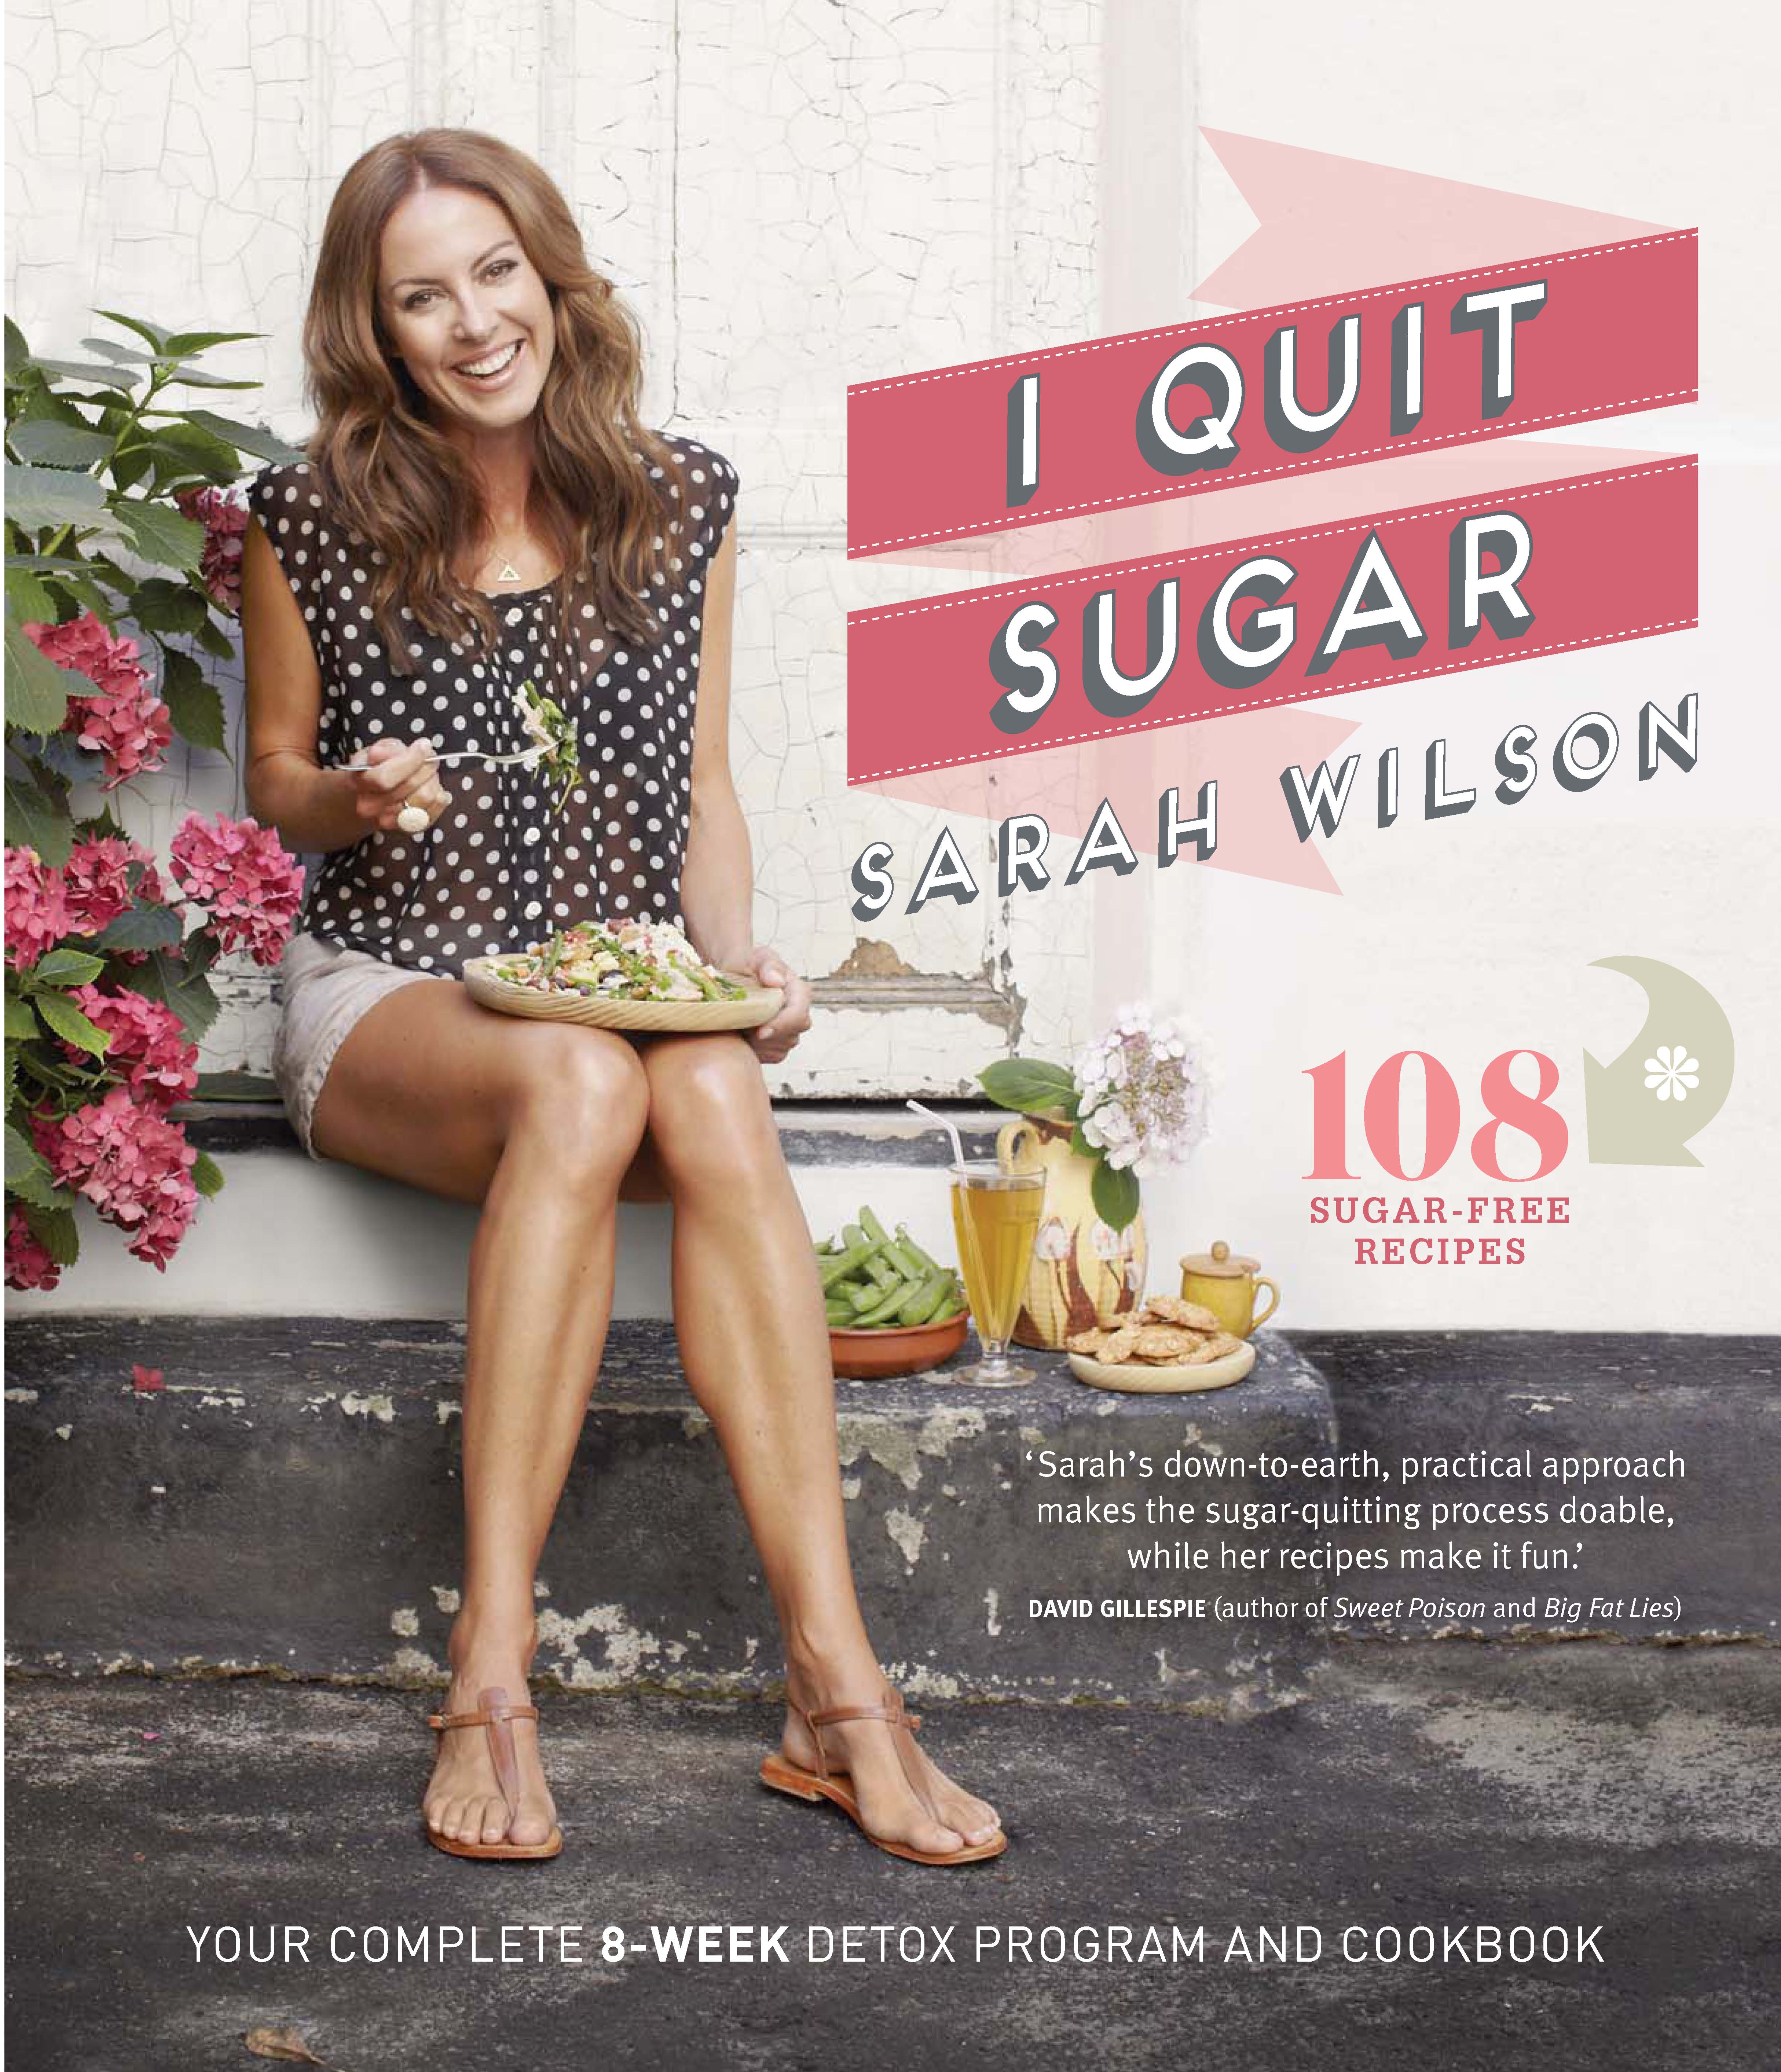 I QUIT
SUGAR
SARAH WILSON
108
SUGAR-FREE
RECIPES
‘Sarah’s down-to-earth, practical approach
makes the sugar-quitting process doable,
while her recipes make it fun.’
DAVID GILLESPIE (author of Sweet Poison and Big Fat Lies)
YOUR COMPLETE 8-WEEK DETOX PROGRAM AND COOKBOOK